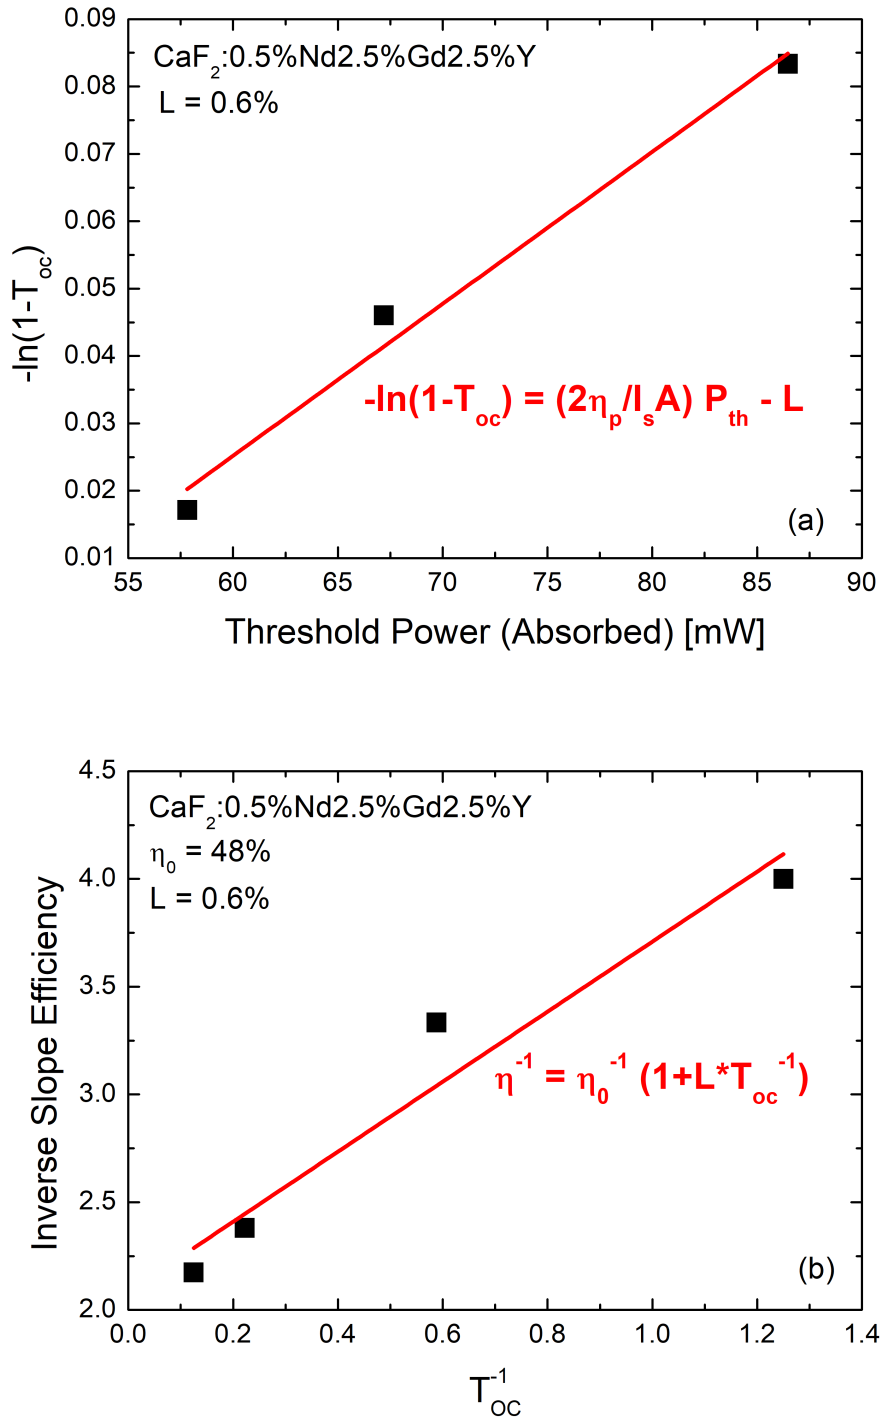 0.09
0.08
0.07
0.06
0.05
0.04
0.03
0.02
0.01
-ln(1-Toc)
CaF2:0.5%Nd2.5%Gd2.5%Y
L = 0.6%
-ln(1-Toc) = (2ηp/IsA) Pth - L
(a)
55 60 65 70 75 80 85 90
Threshold Power (Absorbed) [mW]
4.5
4.0
3.5
3.0
2.5
2.0
Inverse Slope Efficiency
CaF2:0.5%Nd2.5%Gd2.5%Y
η0 = 48%
L = 0.6%
η-1 = η0-1 (1+L*Toc-1)
(b)
0.0 0.2 0.4 0.6 0.8 1.0 1.2 1.4
TOC-1